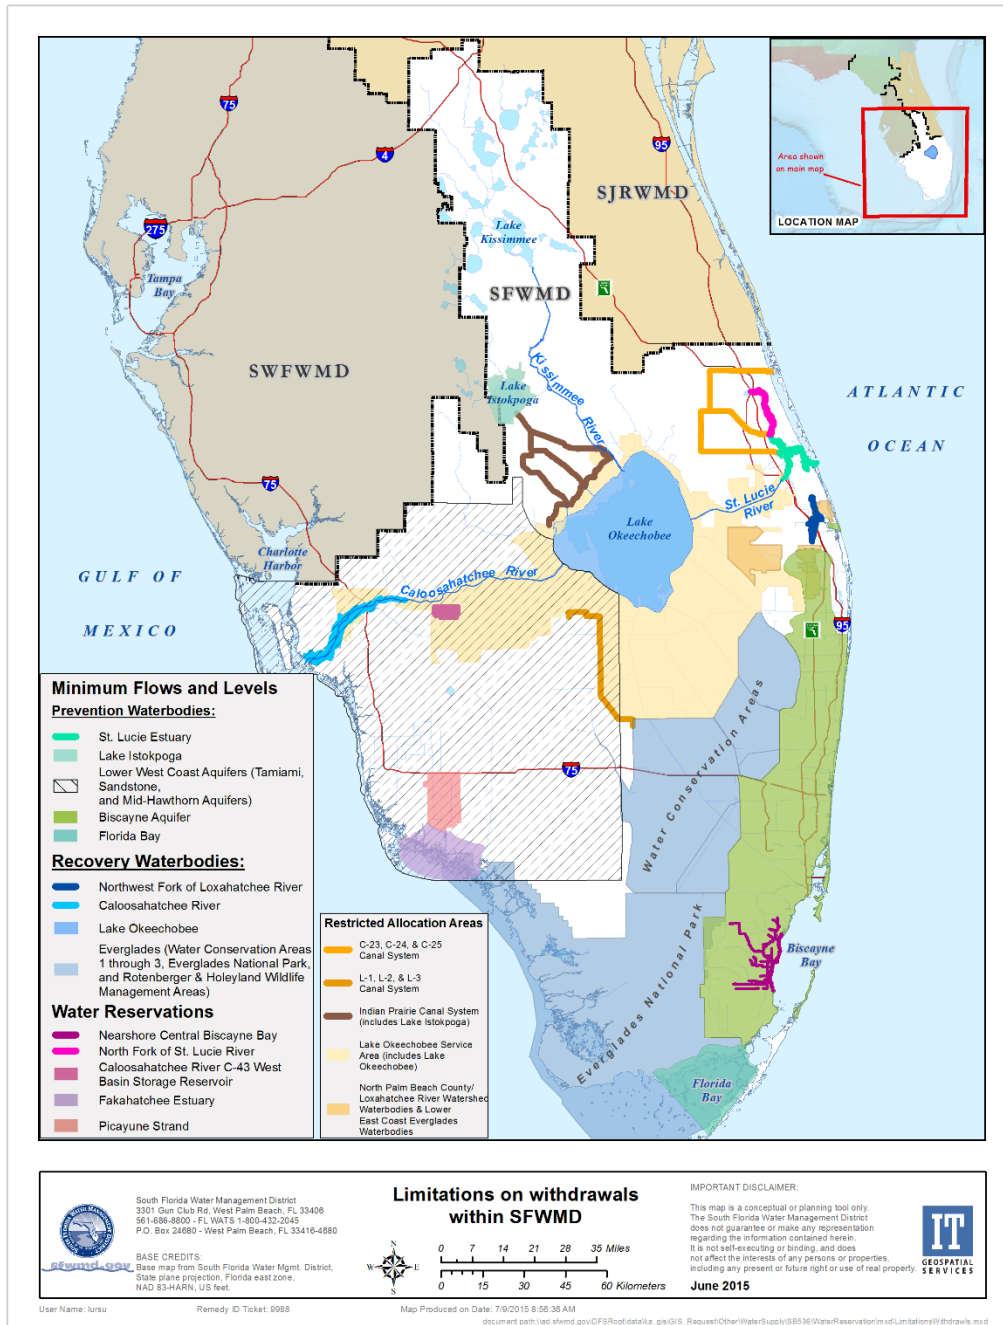 75
4
95
275
Tampa
Bay
Lake
Kissimmee
SJRWMD
SFWMD
SWFWMD
Kissimmee
River
Lake
Istokpoga
Area shown
on main map
LOCATION MAP
ATLANTIC
OCEAN
75
Charlotte
Harbor
GULF OF
MEXICO
Caloosahatchee River
Lake
Okeechobee
St. Lucie
River
95
75
Water Conservation Areas
Everglades National Park
Biscayne
Bay
Florida
Bay
Minimum Flows and Levels
Prevention Waterbodies:
St. Lucie Estuary
Lake Istokpoga
Lower West Coast Aquifers (Tamiami,
Sandstone,
and Mid-Hawthorn Aquifers)
Biscayne Aquifer
Florida Bay
Recovery Waterbodies:
Northwest Fork of Loxahatchee River
Caloosahatchee River
Lake Okeechobee
Everglades (Water Conservation Areas
1 through 3, Everglades National Park,
and Rotenberger & Holeyland Wildlife
Management Areas)
Water Reservations
Nearshore Central Biscayne Bay
North Fork of St. Lucie River
Caloosahatchee River C-43 West
Basin Storage Reservoir
Fakahatchee Estuary
Picayune Strand
Restricted Allocation Areas
C-23, C-24, & C-25
Canal System
L-1, L-2, & L-3
Canal System
Indian Prairie Canal System
(includes Lake Istokpoga)
Lake Okeechobee Service
Area (includes Lake
Okeechobee)
North Palm Beach County/
Loxahatchee River Watershed
Waterbodies & Lower
East Coast Everglades
Waterbodies
sfwmd.gov
South Florida Water Management District
3301 Gun Club Rd, West Palm Beach, FL 33406
561-686-8800 - FL WATS 1-800-432-2045
P.O. Box 24680 - West Palm Beach, FL 33416-4680
BASE CREDITS:
Base map from South Florida Water Mgmt. District,
State plane projection, Florida east zone,
NAD 83-HARN, US feet.
Limitations on withdrawals
within SFWMD
N
W E
S
0 7 14 21 28 35 Miles
0 15 30 45 60 Kilometers
IMPORTANT DISCLAIMER:
This map is a conceptual or planning tool only.
The South Florida Water Management District
does not guarantee or make any representation
regarding the information contained herein.
It is not self-executing or binding, and does
not affect the interests of any persons or properties,
including any present or future right or use of real property.
June 2015
IT
GEOSPATIAL
SERVICES
User Name: lursu
Remedy ID Ticket: 9988
Map Produced on Date: 7/9/2015 8:56:36 AM